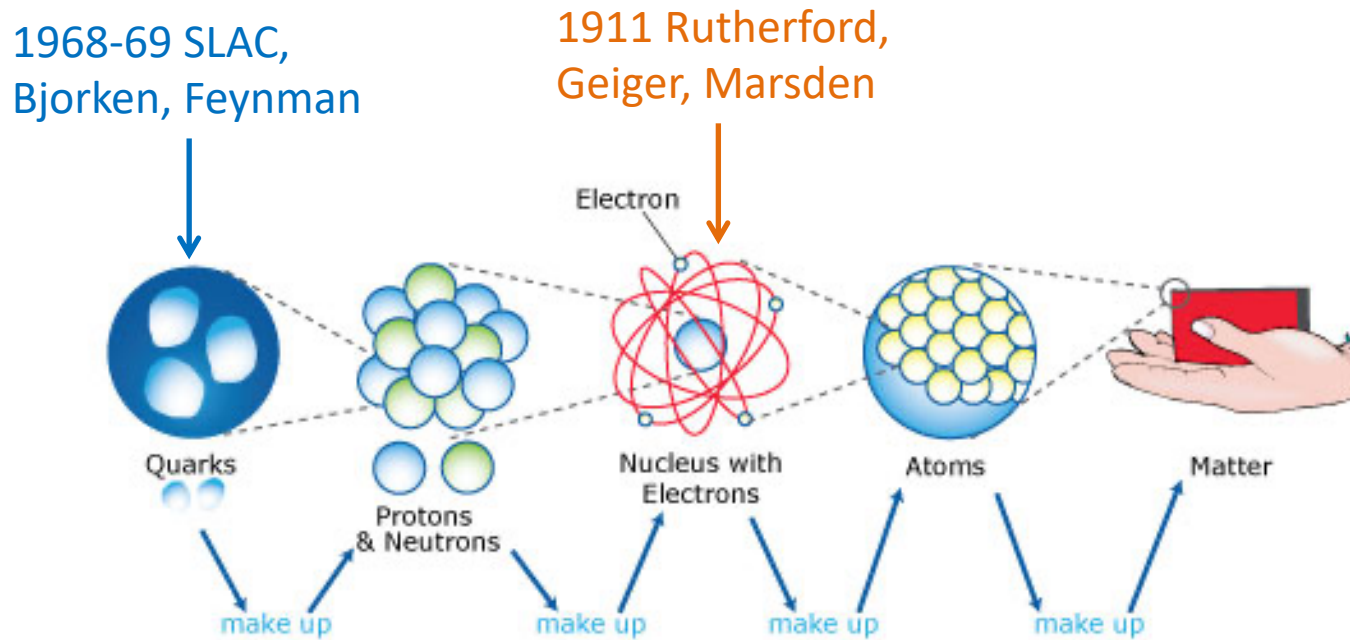 1968-69 SLAC,
Bjorken, Feynman
1911 Rutherford,
Geiger, Marsden
Electron
Quarks
Protons
& Neutrons
Nucleus with
Electrons
Atoms
Matter
make up
make up
make up
make up